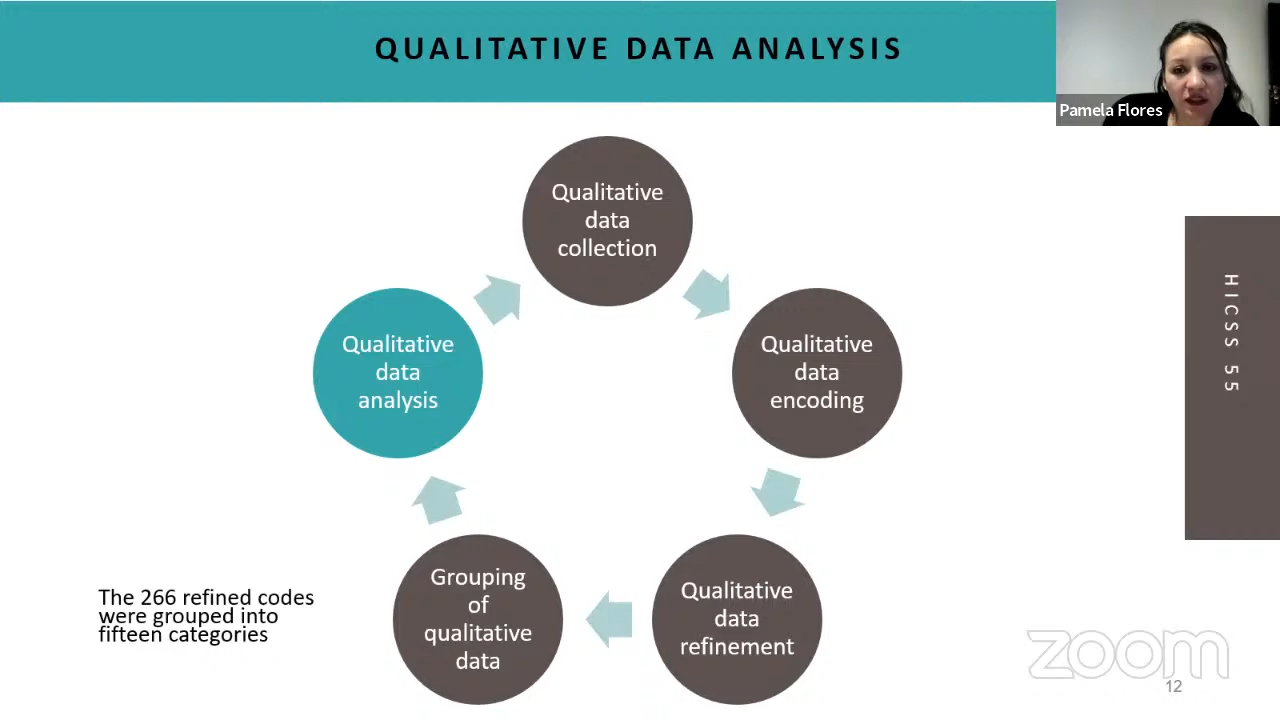 QUALITATIVE DATA ANALYSIS
Pamela Flores
Qualitative
data
collection
Qualitative
data
analysis
Qualitative
data
encoding
HICSS 55
Grouping
of
qualitative
data
Qualitative
data
refinement
The 266 refined codes
were grouped into
fifteen categories
zoom
12